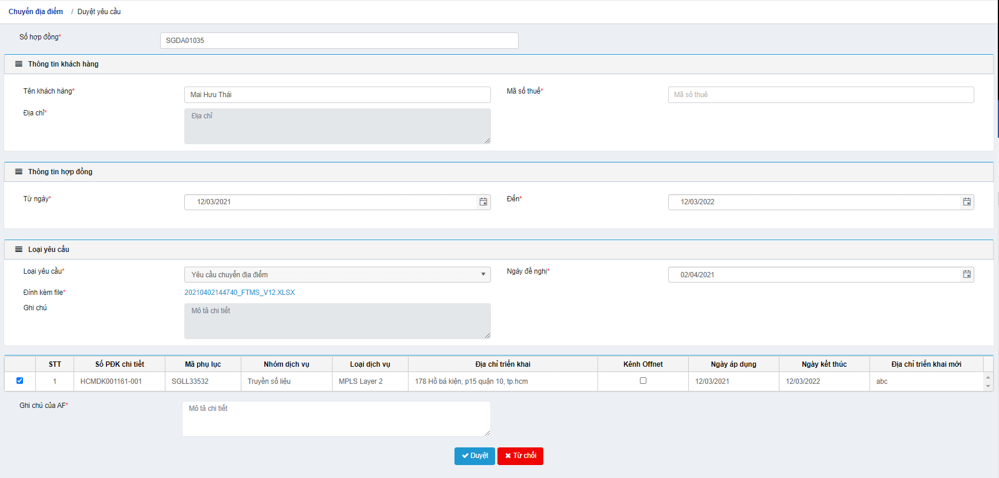 Chuyển địa điểm / Duyệt yêu cầu
Số hợp đồng*
SGDA01035
Thông tin khách hàng
Tên khách hàng*
Mai Hưu Thái
Mã số thuế*
Mã số thuê
Địa chỉ*
Địa chỉ
Thông tin hợp đồng
Từ ngày*
12/03/2021
Đến*
12/03/2022
Loại yêu cầu
Loại yêu cầu*
Yêu cầu chuyển địa điểm
Ngày đề nghị*
02/04/2021
Đính kèm file*
20210402144740_FTMS_V12.XLSX
Ghi chú
Mô tả chi tiết
STT Số PĐK chi tiết Mã phụ lục Nhóm dịch vụ Loại dịch vụ Địa chỉ triển khai Kênh Offnet Ngày áp dụng Ngày kết thúc Địa chỉ triển khai mới
1 HCMDK001161-001 SGLL33532 Truyền số liệu MPLS Layer 2 178 Hồ bá kiện, p15 quận 10, tp.hcm 12/03/2021 12/03/2022 abc
Ghi chú của AF*
Mô tả chi tiết
Duyệt
Từ chối